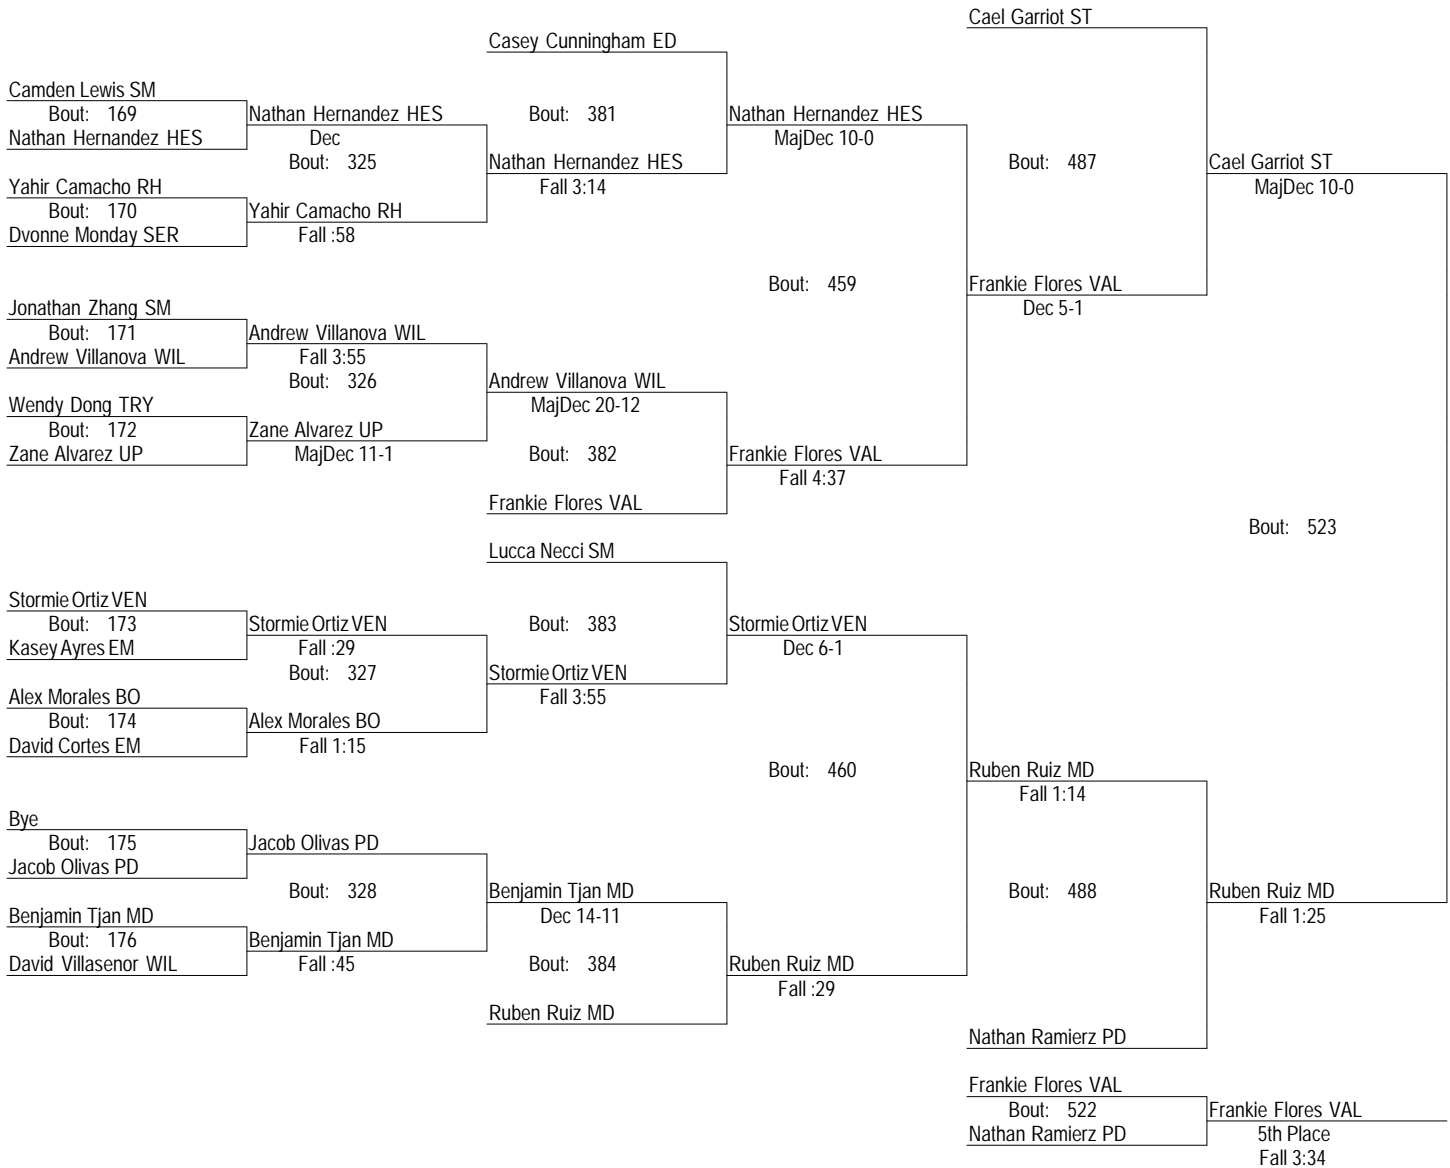 Cael Garriot ST
Casey Cunningham ED
Camden Lewis SM
Bout: 169
Nathan Hernandez HES
Nathan Hernandez HES
Dec
Bout: 325
Bout: 381
Nathan Hernandez HES
MajDec 10-0
Nathan Hernandez HES
Fall 3:14
Bout: 487
Cael Garriot ST
MajDec 10-0
Yahir Camacho RH
Bout: 170
Dvonne Monday SER
Yahir Camacho RH
Fall :58
Bout: 459
Frankie Flores VAL
Dec 5-1
Jonathan Zhang SM
Bout: 171
Andrew Villanova WIL
Andrew Villanova WIL
Fall 3:55
Bout: 326
Andrew Villanova WIL
MajDec 20-12
Wendy Dong TRY
Bout: 172
Zane Alvarez UP
Zane Alvarez UP
MajDec 11-1
Bout: 382
Frankie Flores VAL
Fall 4:37
Frankie Flores VAL
Bout: 523
Lucca Necci SM
Stormie Ortiz VEN
Bout: 173
Kasey Ayres EM
Stormie Ortiz VEN
Fall :29
Bout: 327
Bout: 383
Stormie Ortiz VEN
Dec 6-1
Stormie Ortiz VEN
Fall 3:55
Alex Morales BO
Bout: 174
David Cortes EM
Alex Morales BO
Fall 1:15
Bout: 460
Ruben Ruiz MD
Fall 1:14
Bye
Bout: 175
Jacob Olivas PD
Jacob Olivas PD
Bout: 328
Benjamin Tjan MD
Dec 14-11
Bout: 488
Ruben Ruiz MD
Fall 1:25
Benjamin Tjan MD
Bout: 176
David Villasenor WIL
Benjamin Tjan MD
Fall :45
Bout: 384
Ruben Ruiz MD
Fall :29
Ruben Ruiz MD
Nathan Ramierz PD
Frankie Flores VAL
Bout: 522
Nathan Ramierz PD
Frankie Flores VAL
5th Place
Fall 3:34